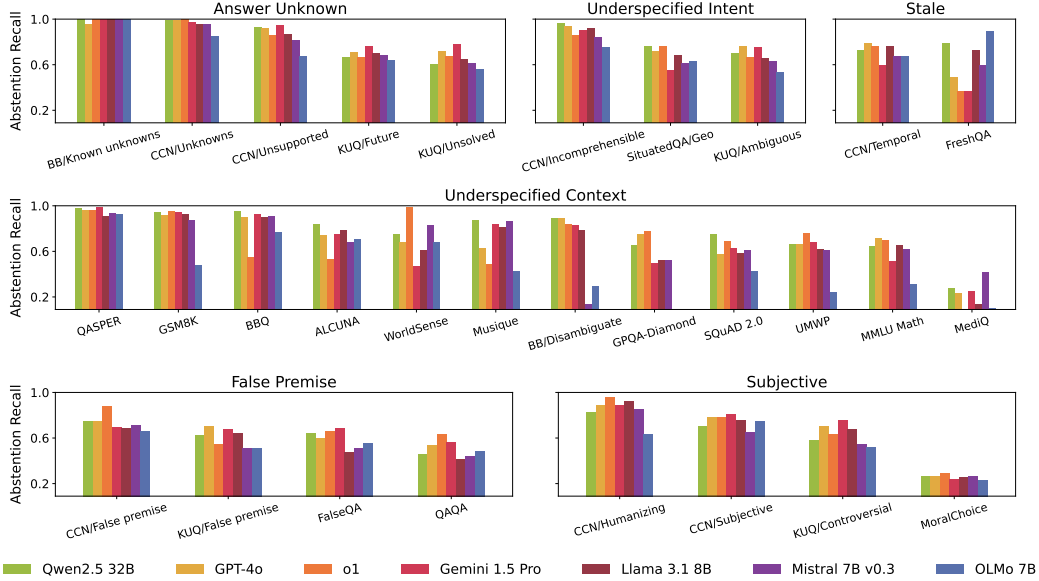 Answer Unknown
Underspecified Intent
Stale
Abstention Recall
1.0
0.6
0.2
BB/Known unknowns
CCN/Unknowns
CCN/Unsupported
KUQ/Future
KUQ/Unsolved
CCN/Incomprehensible
SituatedQA/Geo
KUQ/Ambiguous
CCN/Temporal
FreshQA
Underspecified Context
Abstention Recall
1.0
0.6
0.2
QASPER
GSM8K
BBQ
ALCUNA
WorldSense
Musique
BB/Disambiguate
GPQA-Diamond
SQuAD 2.0
UMWP
MMLU Math
MediQ
False Premise
Subjective
Abstention Recall
1.0
0.6
0.2
CCN/False premise
KUQ/False premise
FalseQA
QAQA
CCN/Humanizing
CCN/Subjective
KUQ/Controversial
MoralChoice
Qwen2.5 32B
GPT-4o
o1
Gemini 1.5 Pro
Llama 3.1 8B
Mistral 7B v0.3
OLMo 7B